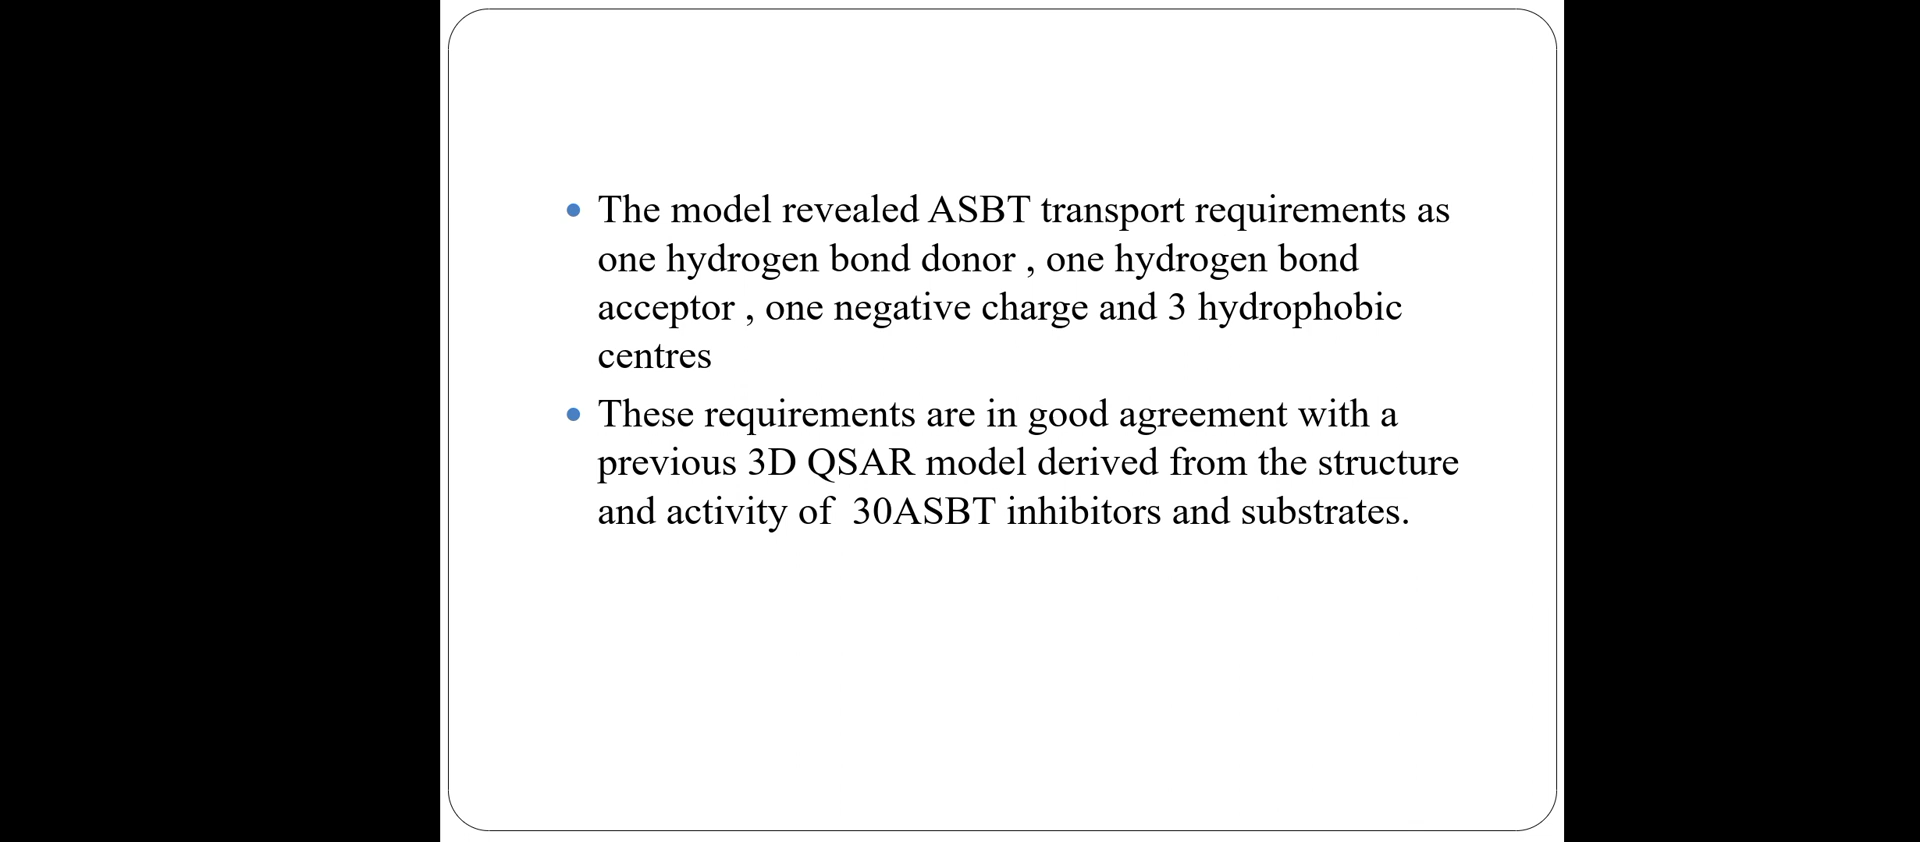 • The model revealed ASBT transport requirements as
one hydrogen bond donor , one hydrogen bond
acceptor , one negative charge and 3 hydrophobic
centres
• These requirements are in good agreement with a
previous 3D QSAR model derived from the structure
and activity of  30ASBT inhibitors and substrates.